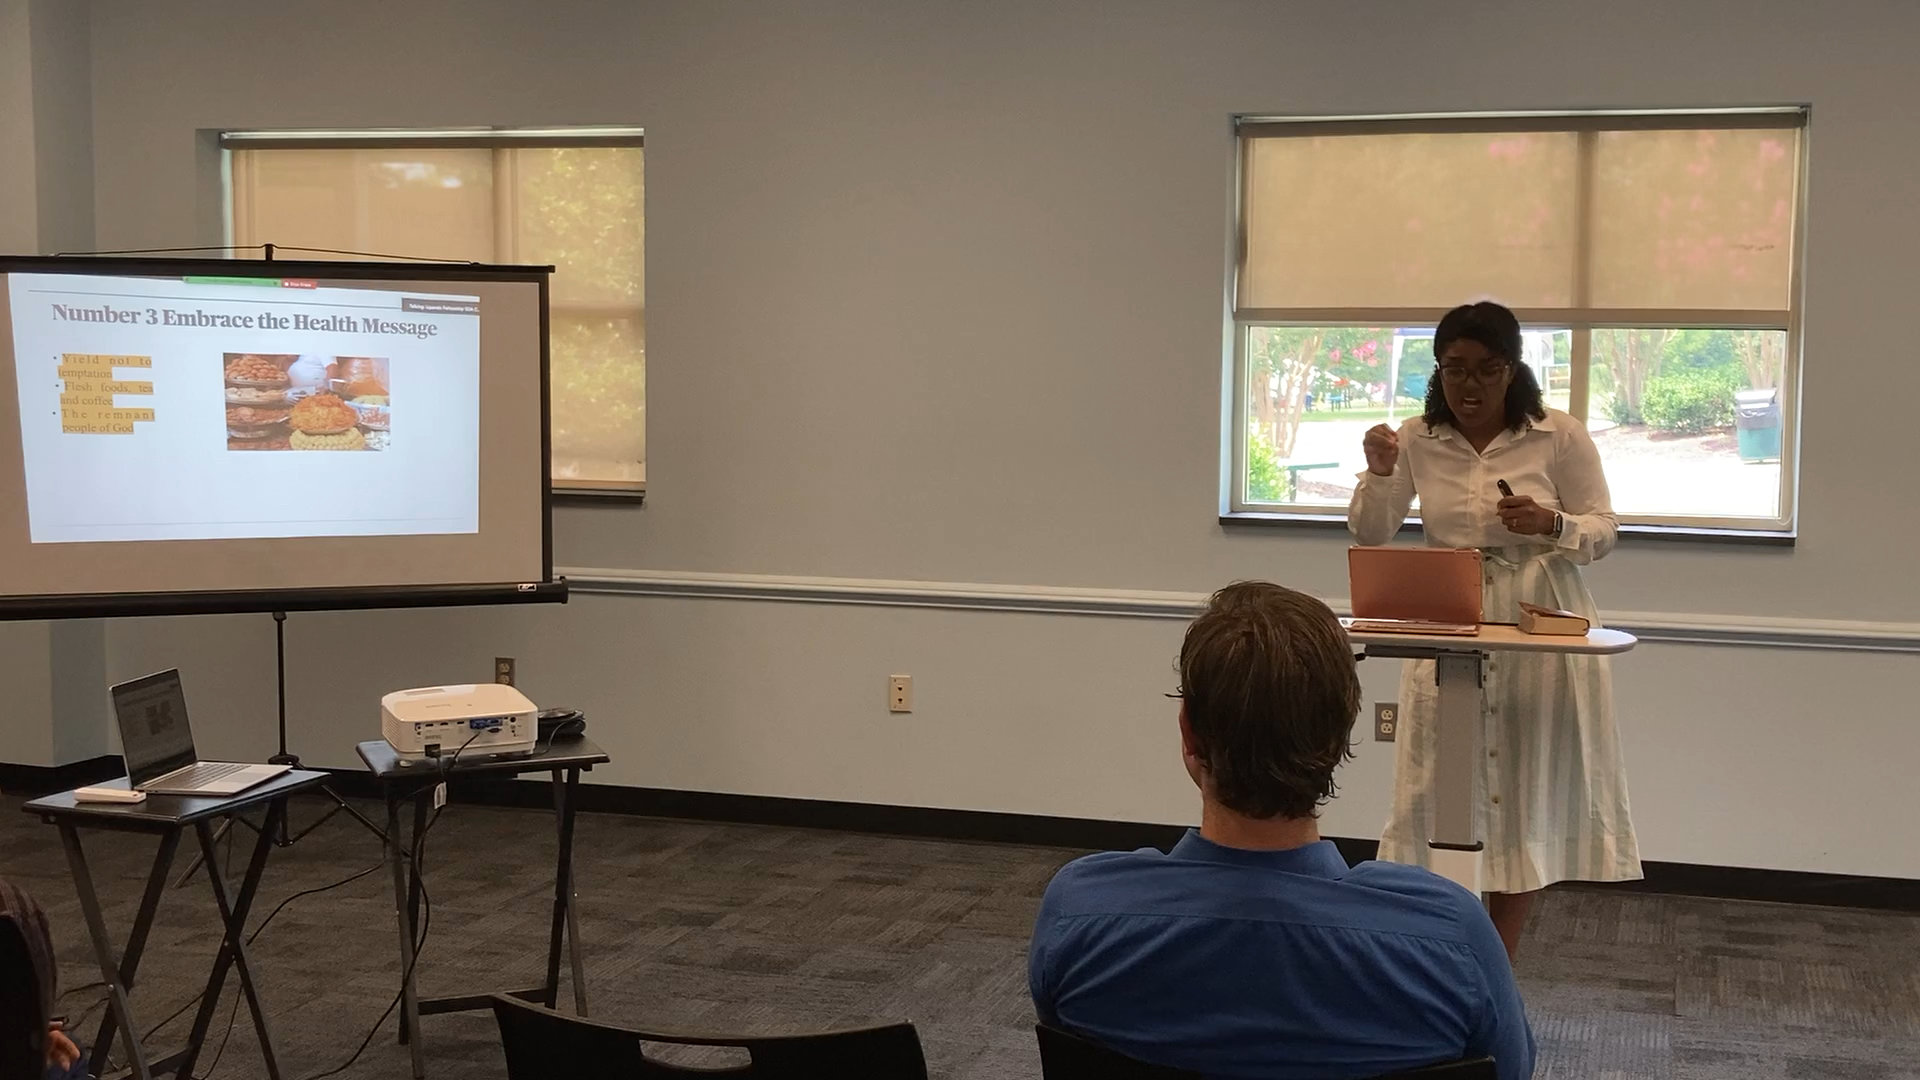 Number 3 Embrace the Health Message
• Yield not to
temptation
• Flesh foods, tea
and coffee
• The remnant
people of God